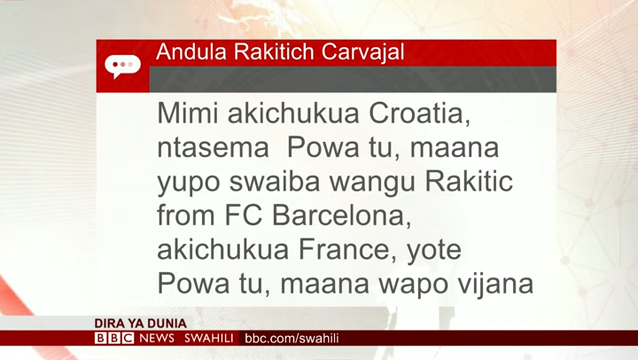 Andula Rakitich Carvajal
Mimi akichukua Croatia,
ntasema Powa tu, maana
yupo swaiba wangu Rakitic
from FC Barcelona,
akichukua France, yote
Powa tu, maana wapo vijana
DIRA YA DUNIA
BBC NEWS SWAHILI bbc.com/swahili